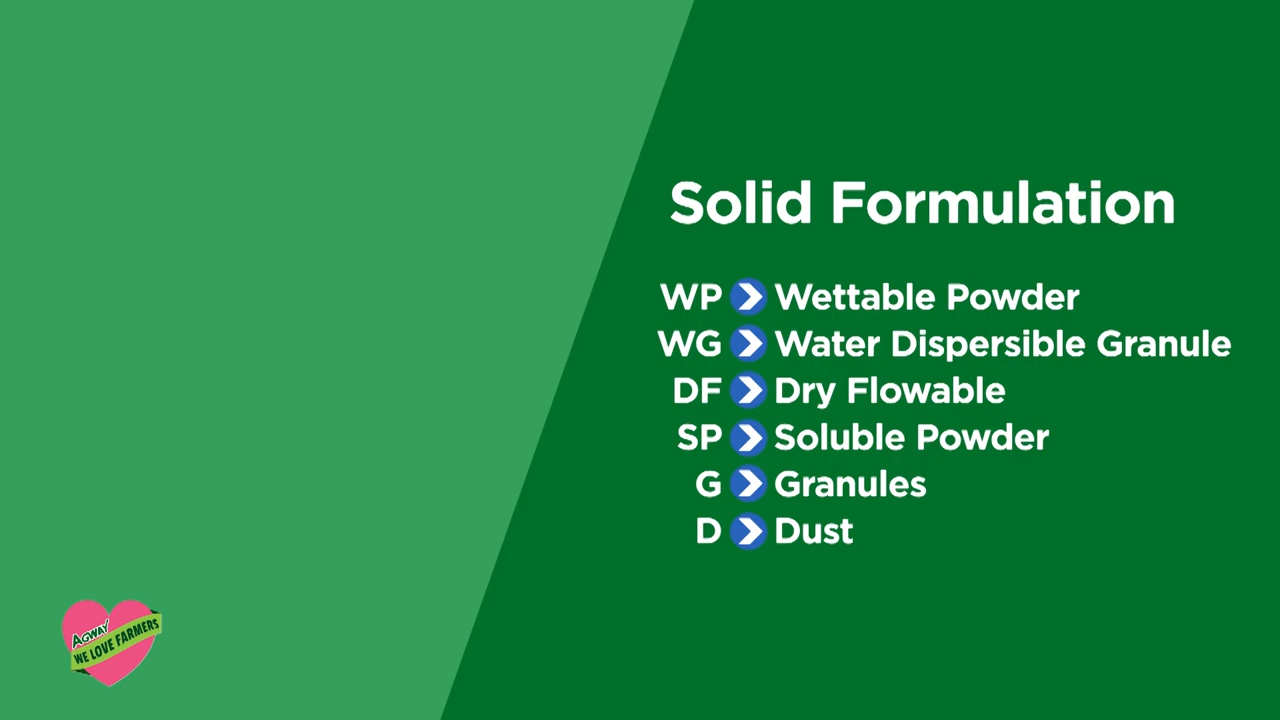 Solid Formulation
WP Wettable Powder
WG Water Dispersible Granule
DF Dry Flowable
SP Soluble Powder
G Granules
D Dust
AGWAY
WE LOVE FARMERS